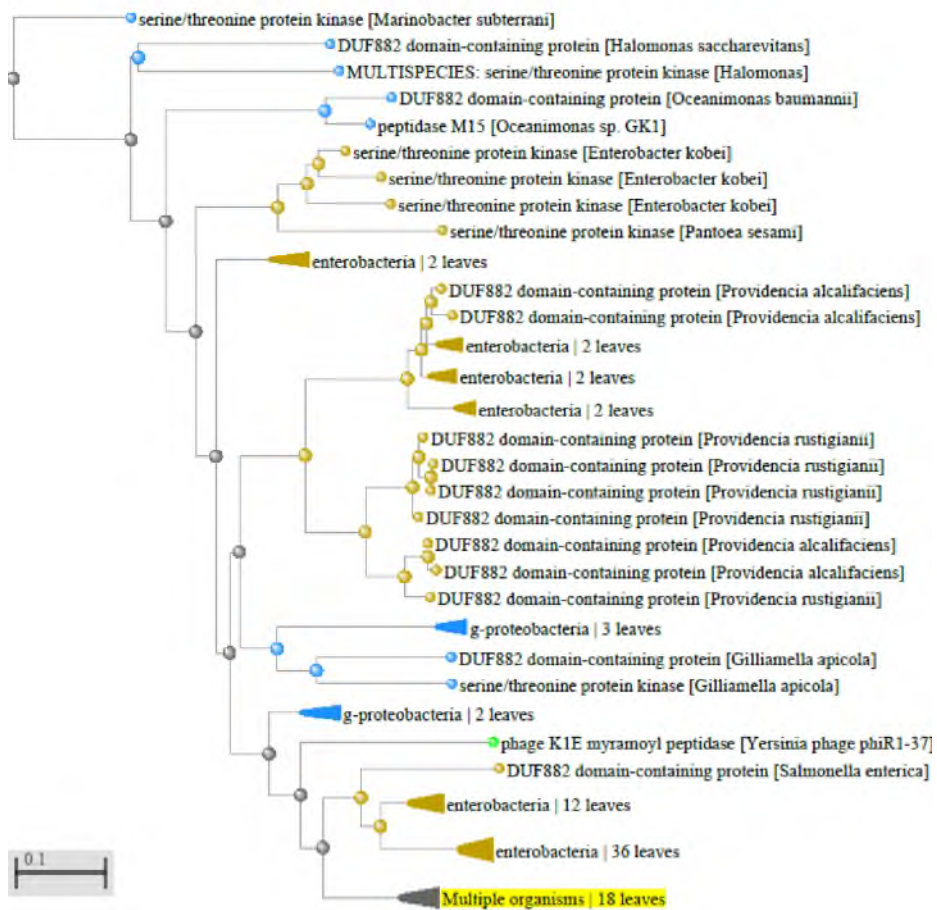 serine/threonine protein kinase [Marinobacter subterrani]
DUF882 domain-containing protein [Halomonas saccharevitans]
MULTISPECIES: serine/threonine protein kinase [Halomonas]
DUF882 domain-containing protein [Oceanimonas baumannii]
peptidase M15 [Oceanimonas sp. GK1]
serine/threonine protein kinase [Enterobacter kobei]
serine/threonine protein kinase [Enterobacter kobei]
serine/threonine protein kinase [Enterobacter kobei]
serine/threonine protein kinase [Pantoea sesami]
enterobacteria | 2 leaves
DUF882 domain-containing protein [Providencia alcalifaciens]
DUF882 domain-containing protein [Providencia alcalifaciens]
enterobacteria | 2 leaves
enterobacteria | 2 leaves
enterobacteria | 2 leaves
DUF882 domain-containing protein [Providencia rustigianii]
DUF882 domain-containing protein [Providencia rustigianii]
DUF882 domain-containing protein [Providencia rustigianii]
DUF882 domain-containing protein [Providencia rustigianii]
DUF882 domain-containing protein [Providencia alcalifaciens]
DUF882 domain-containing protein [Providencia alcalifaciens]
DUF882 domain-containing protein [Providencia rustigianii]
g-proteobacteria | 3 leaves
DUF882 domain-containing protein [Gilliamella apicola]
serine/threonine protein kinase [Gilliamella apicola]
g-proteobacteria | 2 leaves
phage K1E myramoyl peptidase [Yersinia phage phiR1-37]
DUF882 domain-containing protein [Salmonella enterica]
enterobacteria | 12 leaves
enterobacteria | 36 leaves
0.1
Multiple organisms | 18 leaves